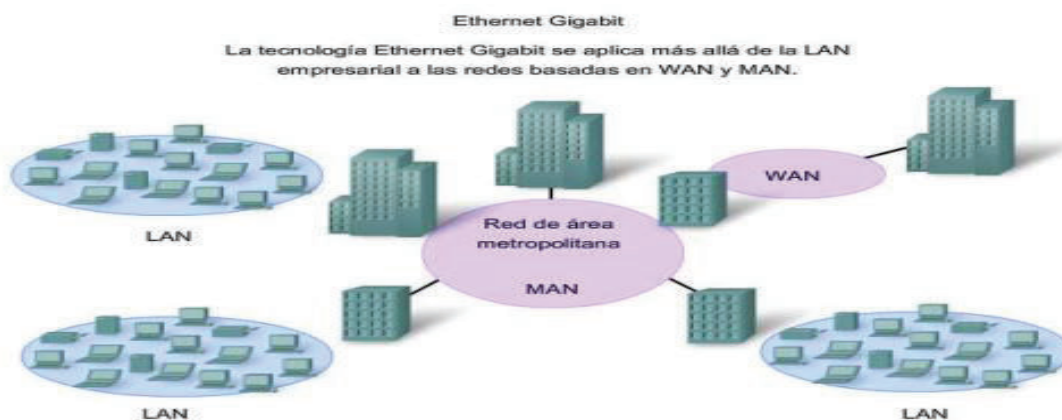 Ethernet Gigabit
La tecnología Ethernet Gigabit se aplica más allá de la LAN
empresarial a las redes basadas en WAN y MAN.
WAN
LAN
Red de área
metropolitana
MAN
LAN
LAN